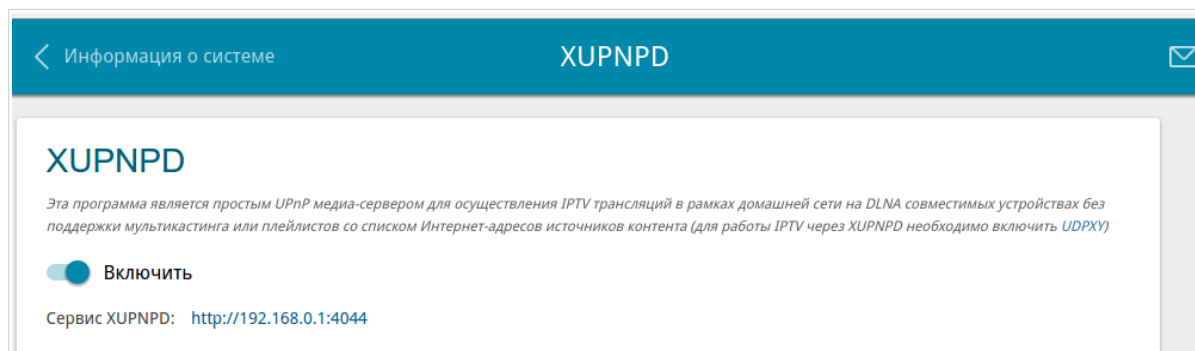 Информация о системе
XUPNPD
XUPNPD
Эта программа является простым UPnP медиа-сервером для осуществления IPTV трансляций в рамках домашней сети на DLNA совместимых устройствах без
поддержки мультикастинга или плейлистов со списком Интернет-адресов источников контента (для работы IPTV через XUPNPD необходимо включить UDPXY)
Включить
Сервис XUPNPD: http://192.168.0.1:4044